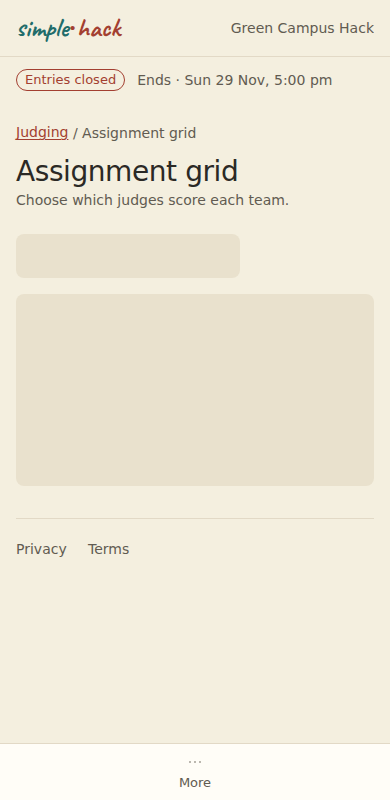 simple·hack
Green Campus Hack
Entries closed
Ends · Sun 29 Nov, 5:00 pm
Judging / Assignment grid
Assignment grid
Choose which judges score each team.
Privacy
Terms
...
More